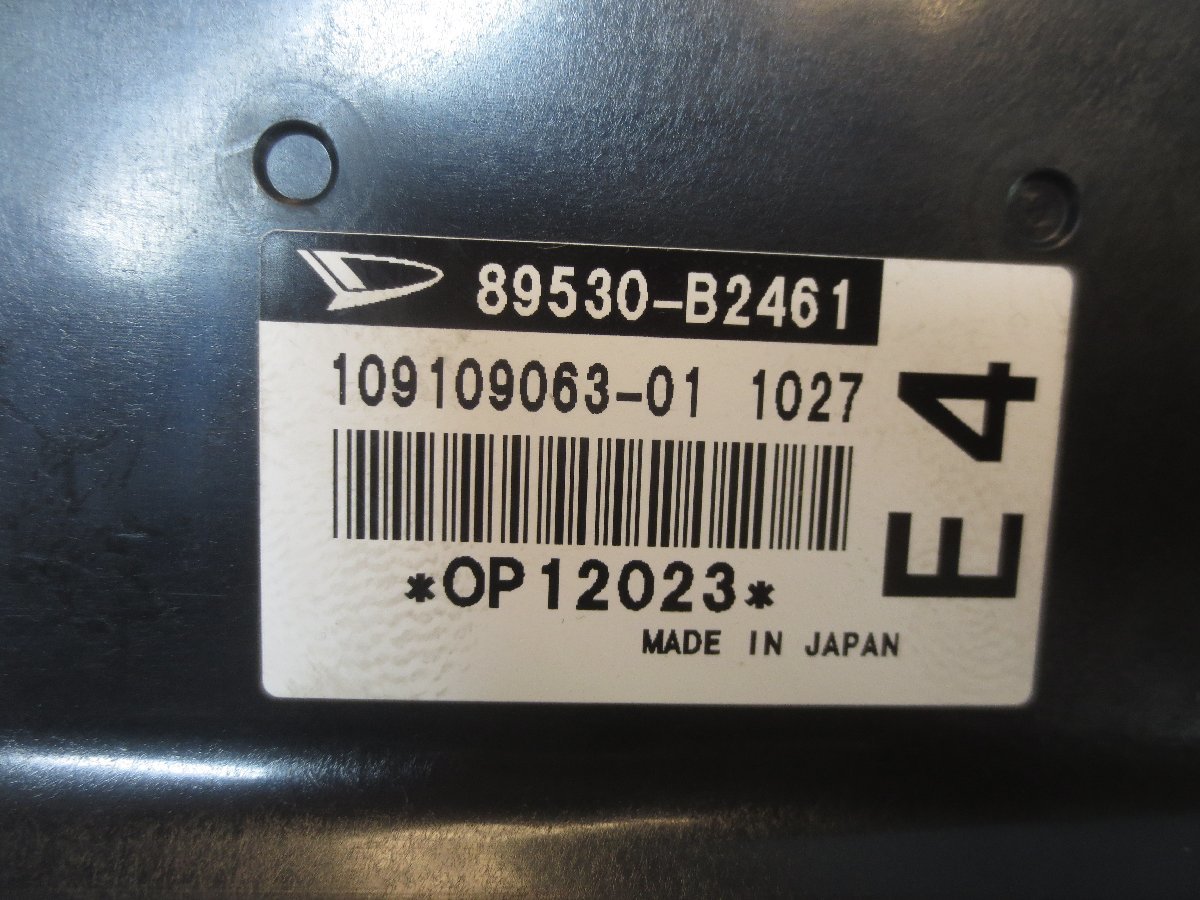 89530-B2461
109109063-01 1027
E4
*OP12023*
MADE IN JAPAN